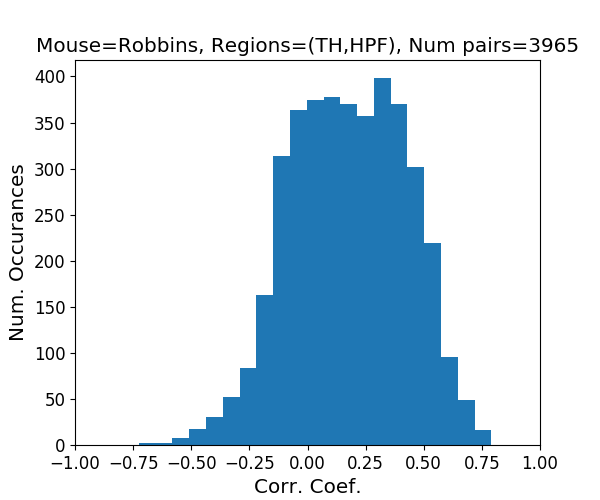 Mouse=Robbins, Regions=(TH,HPF), Num pairs=3965
Num. Occurances
400
350
300
250
200
150
100
50
0
−1.00 −0.75 −0.50 −0.25 0.00 0.25 0.50 0.75 1.00
Corr. Coef.